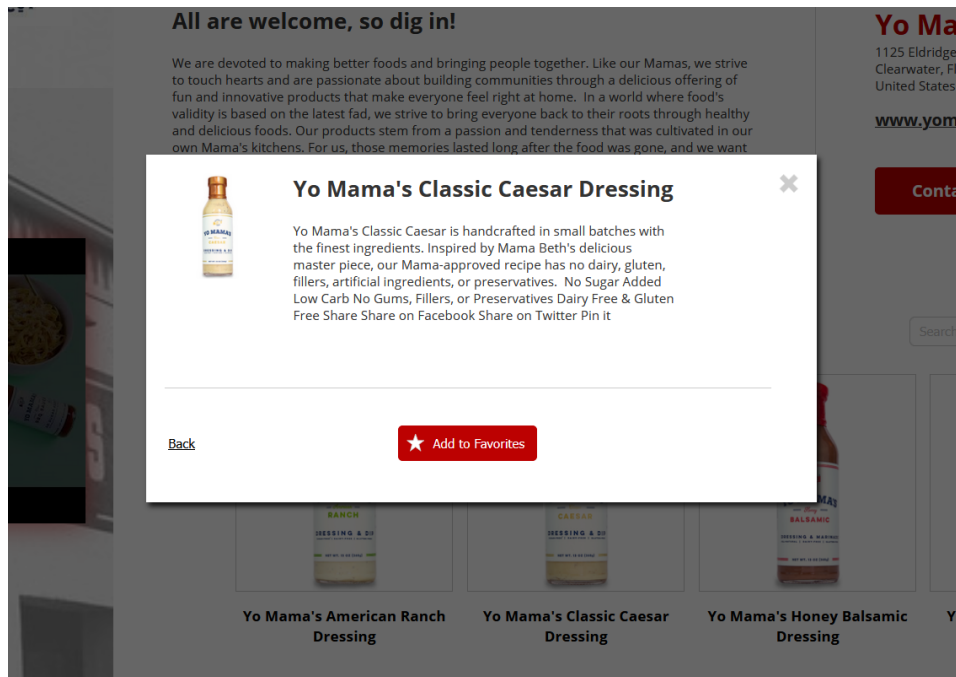 All are welcome, so dig in!
We are devoted to making better foods and bringing people together. Like our Mamas, we strive
to touch hearts and are passionate about building communities through a delicious offering of
fun and innovative products that make everyone feel right at home.  In a world where food's
validity is based on the latest fad, we strive to bring everyone back to their roots through healthy
and delicious foods. Our products stem from a passion and tenderness that was cultivated in our
own Mama's kitchens. For us, those memories lasted long after the food was gone, and we want
Yo Ma
1125 Eldridge
Clearwater, Fl
United States
www.yom
Conta
Search
Yo Mama's Classic Caesar Dressing
Yo Mama's Classic Caesar is handcrafted in small batches with
the finest ingredients. Inspired by Mama Beth's delicious
master piece, our Mama-approved recipe has no dairy, gluten,
fillers, artificial ingredients, or preservatives.  No Sugar Added
Low Carb No Gums, Fillers, or Preservatives Dairy Free & Gluten
Free Share Share on Facebook Share on Twitter Pin it
YO MAMA'S
Back
Add to Favorites
RANCH
DRESSING & DIP
CAESAR
DRESSING & DIP
BALSAMIC
DRESSING & MARINADE
Yo Mama's American Ranch
Dressing
Yo Mama's Classic Caesar
Dressing
Yo Mama's Honey Balsamic
Dressing
Y